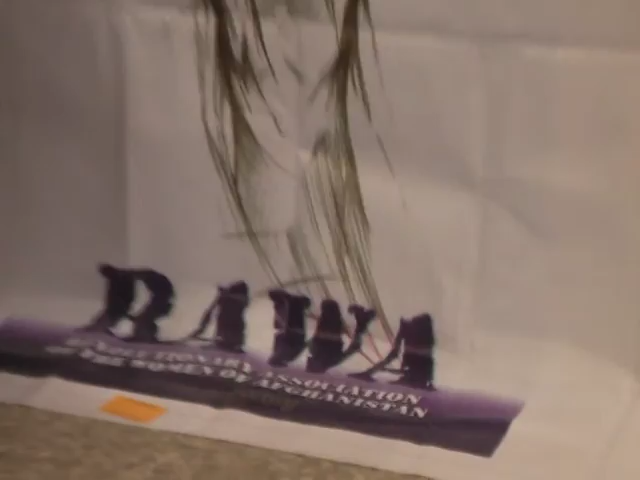 RAWA
REVOLUTIONARY ASSOCIATION
OF THE WOMEN OF AFGHANISTAN